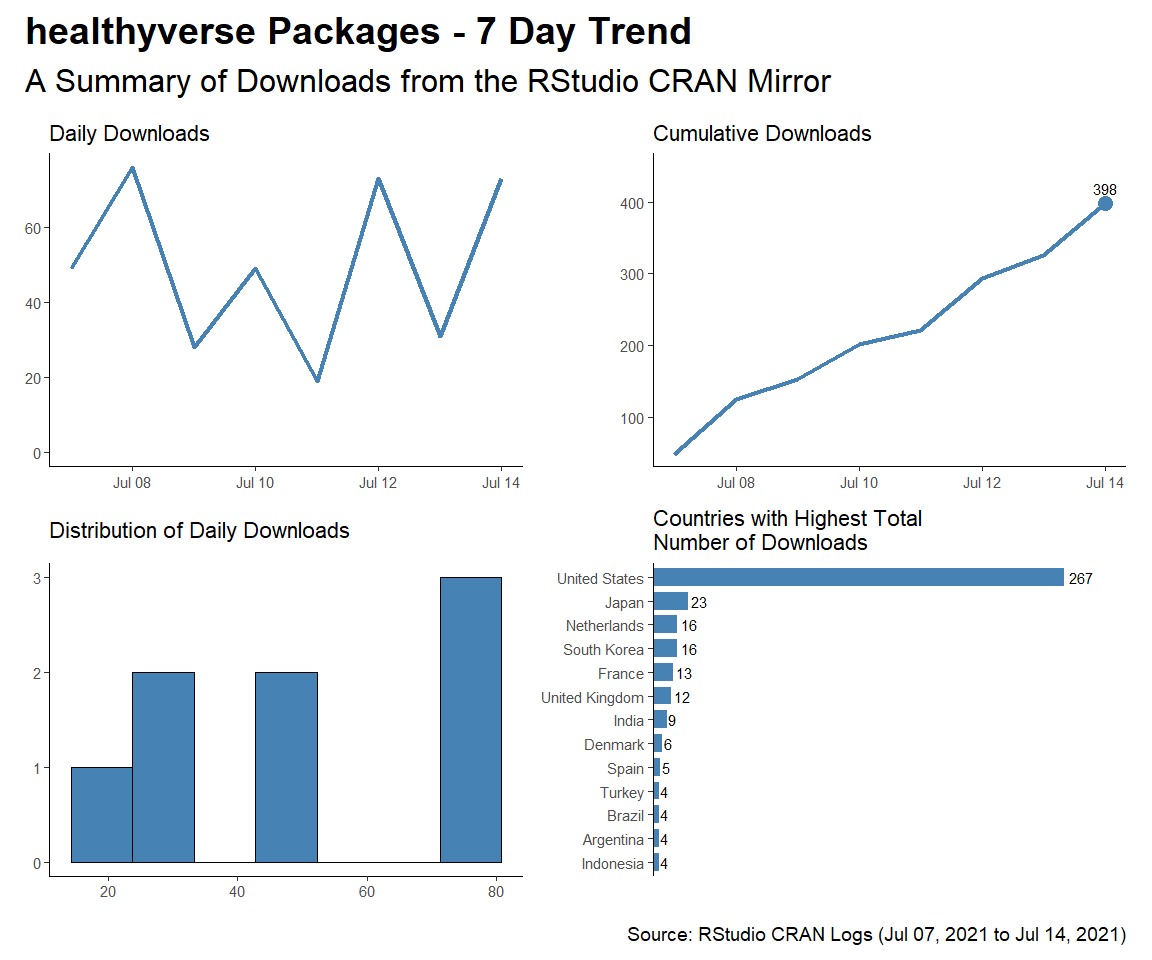 healthyverse Packages - 7 Day Trend
A Summary of Downloads from the RStudio CRAN Mirror
Daily Downloads
60
40
20
0
Jul 08 Jul 10 Jul 12 Jul 14
Cumulative Downloads
398
400
300
200
100
Jul 08 Jul 10 Jul 12 Jul 14
Distribution of Daily Downloads
3
2
1
0
20 40 60 80
Countries with Highest Total
Number of Downloads
United States 267
Japan 23
Netherlands 16
South Korea 16
France 13
United Kingdom 12
India 9
Denmark 6
Spain 5
Turkey 4
Brazil 4
Argentina 4
Indonesia 4
Source: RStudio CRAN Logs (Jul 07, 2021 to Jul 14, 2021)